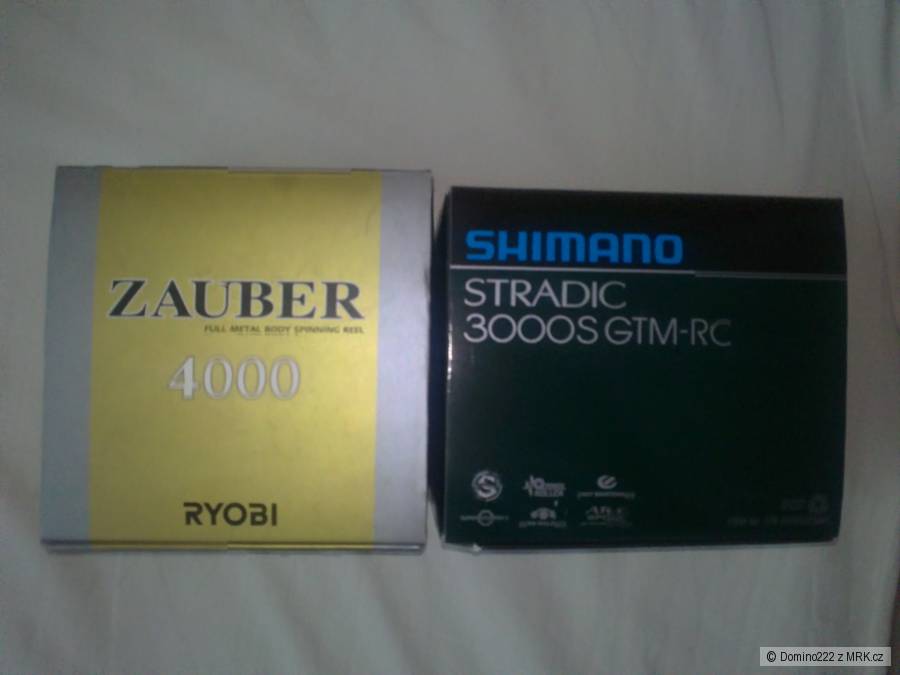 ZAUBER
FULL METAL BODY SPINNING REEL
4000
RYOBI
SHIMANO
STRADIC
3000S GTM-RC
© Domino222 z MRK.cz